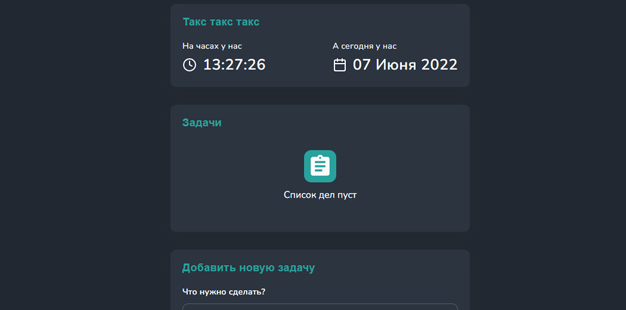 Такс такс такс
На часах у нас
А сегодня у нас
13:27:26
07 Июня 2022
Задачи
Список дел пуст
Добавить новую задачу
Что нужно сделать?